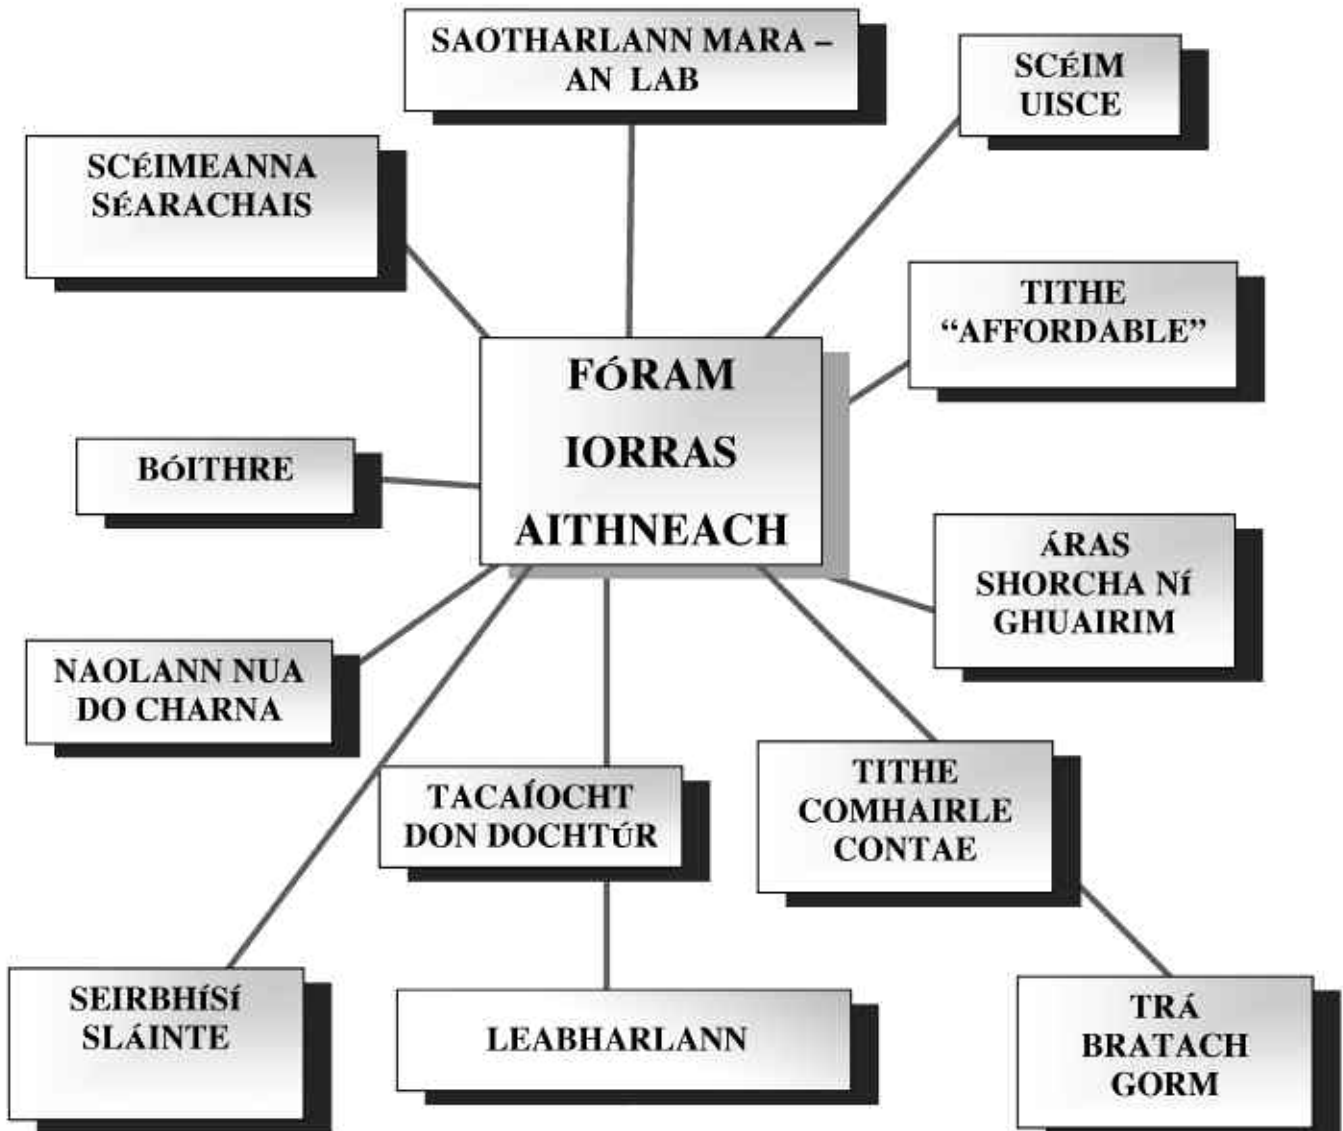 SAOTHARLANN MARA –
AN LAB
SCÉIM
UISCE
SCÉIMEANNA
SÉARACHAIS
TITHE
“AFFORDABLE”
FÓRAM
IORRAS
AITHNEACH
BÓITHRE
ÁRAS
SHORCHA NÍ
GHUAIRIM
NAOLANN NUA
DO CHARNA
TACAÍOCHT
DON DOCHTÚR
TITHE
COMHAIRLE
CONTAE
SEIRBHÍSÍ
SLÁINTE
LEABHARLANN
TRÁ
BRATACH
GORM